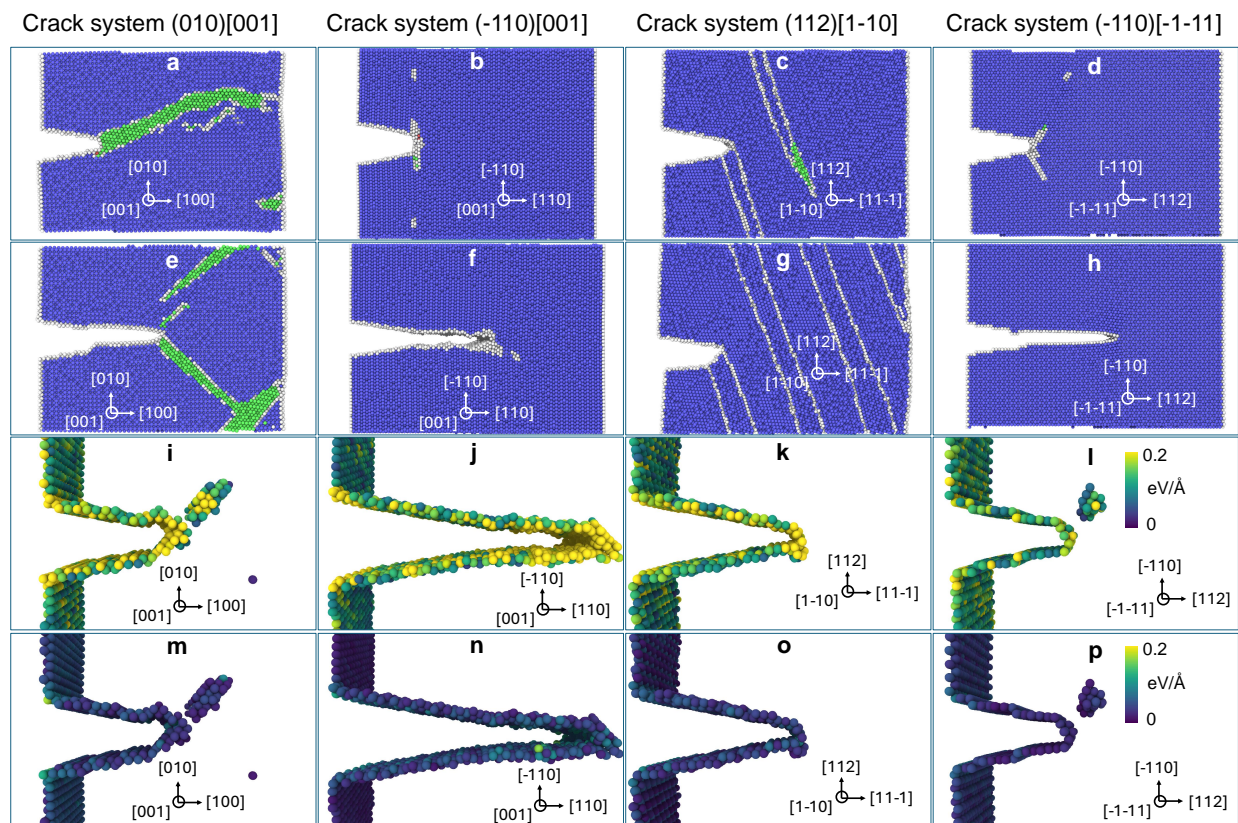 Crack system (010)[001]
Crack system (-110)[001]
Crack system (112)[1-10]
Crack system (-110)[-1-11]
a
[010]
[001]
[100]
b
[-110]
[001]
[110]
c
[112]
[1-10]
[11-1]
d
[-110]
[-1-11]
[112]
e
[010]
[001]
[100]
f
[-110]
[001]
[110]
g
[112]
[1-10]
[11-1]
h
[-110]
[-1-11]
[112]
i
[010]
[001]
[100]
j
[-110]
[001]
[110]
k
[112]
[1-10]
[11-1]
l
0.2
eV/Å
0
[-110]
[-1-11]
[112]
m
[010]
[001]
[100]
n
[-110]
[001]
[110]
o
[112]
[1-10]
[11-1]
p
0.2
eV/Å
0
[-110]
[-1-11]
[112]